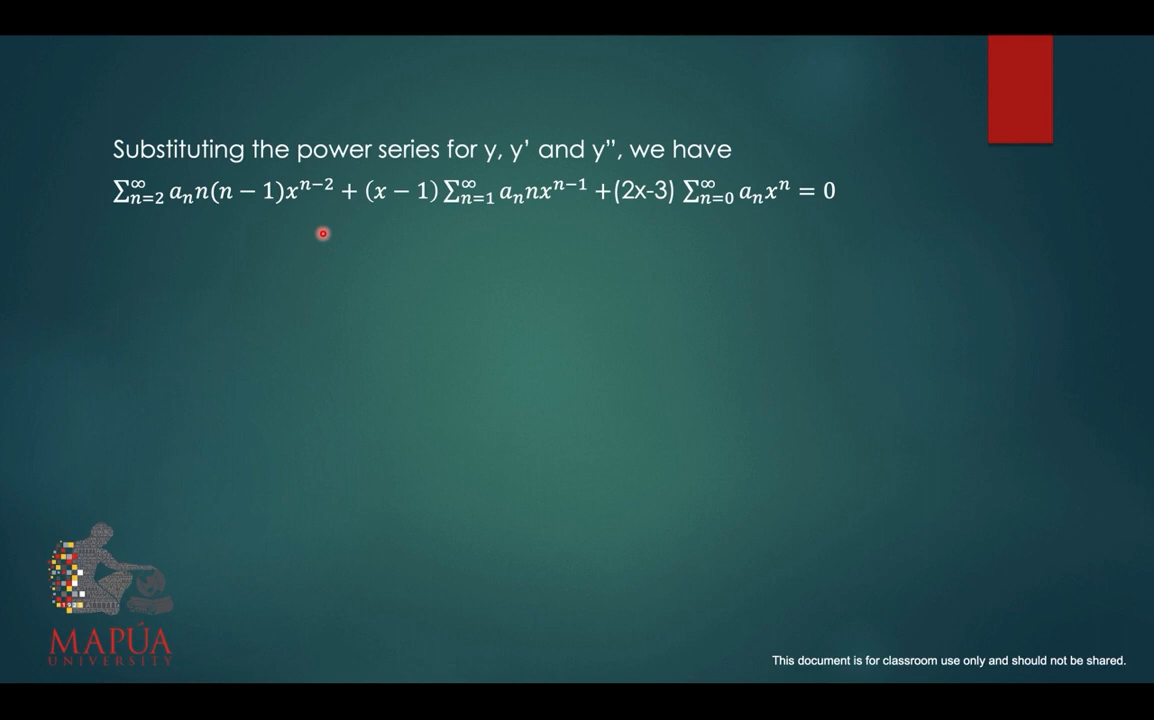 Substituting the power series for y, y’ and y”, we have
∑_{n=2}^{∞} a_n n(n − 1)x^{n−2} + (x − 1) ∑_{n=1}^{∞} a_n nx^{n−1} +(2x-3) ∑_{n=0}^{∞} a_n x^n = 0
MAPÚA
UNIVERSITY
This document is for classroom use only and should not be shared.